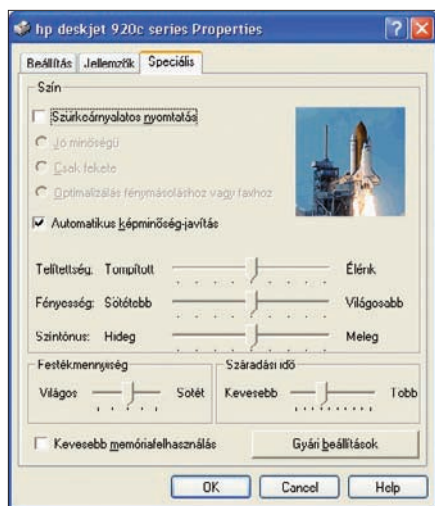 hp deskjet 920c series Properties
Beállítás Jellemzők Speciális
Szín
Szürkeárnyalatos nyomtatás
Jó minőségű
Csak fekete
Optimalizálás fénymásoláshoz vagy faxhoz
Automatikus képminőség-javítás
Telítettség: Tompított Élénk
Fényesség: Sötétebb Világosabb
Színtónus: Hideg Meleg
Festékmennyiség Száradási idő
Világos Sötét Kevesebb Több
Kevesebb memóriafelhasználás Gyári beállítások
OK Cancel Help